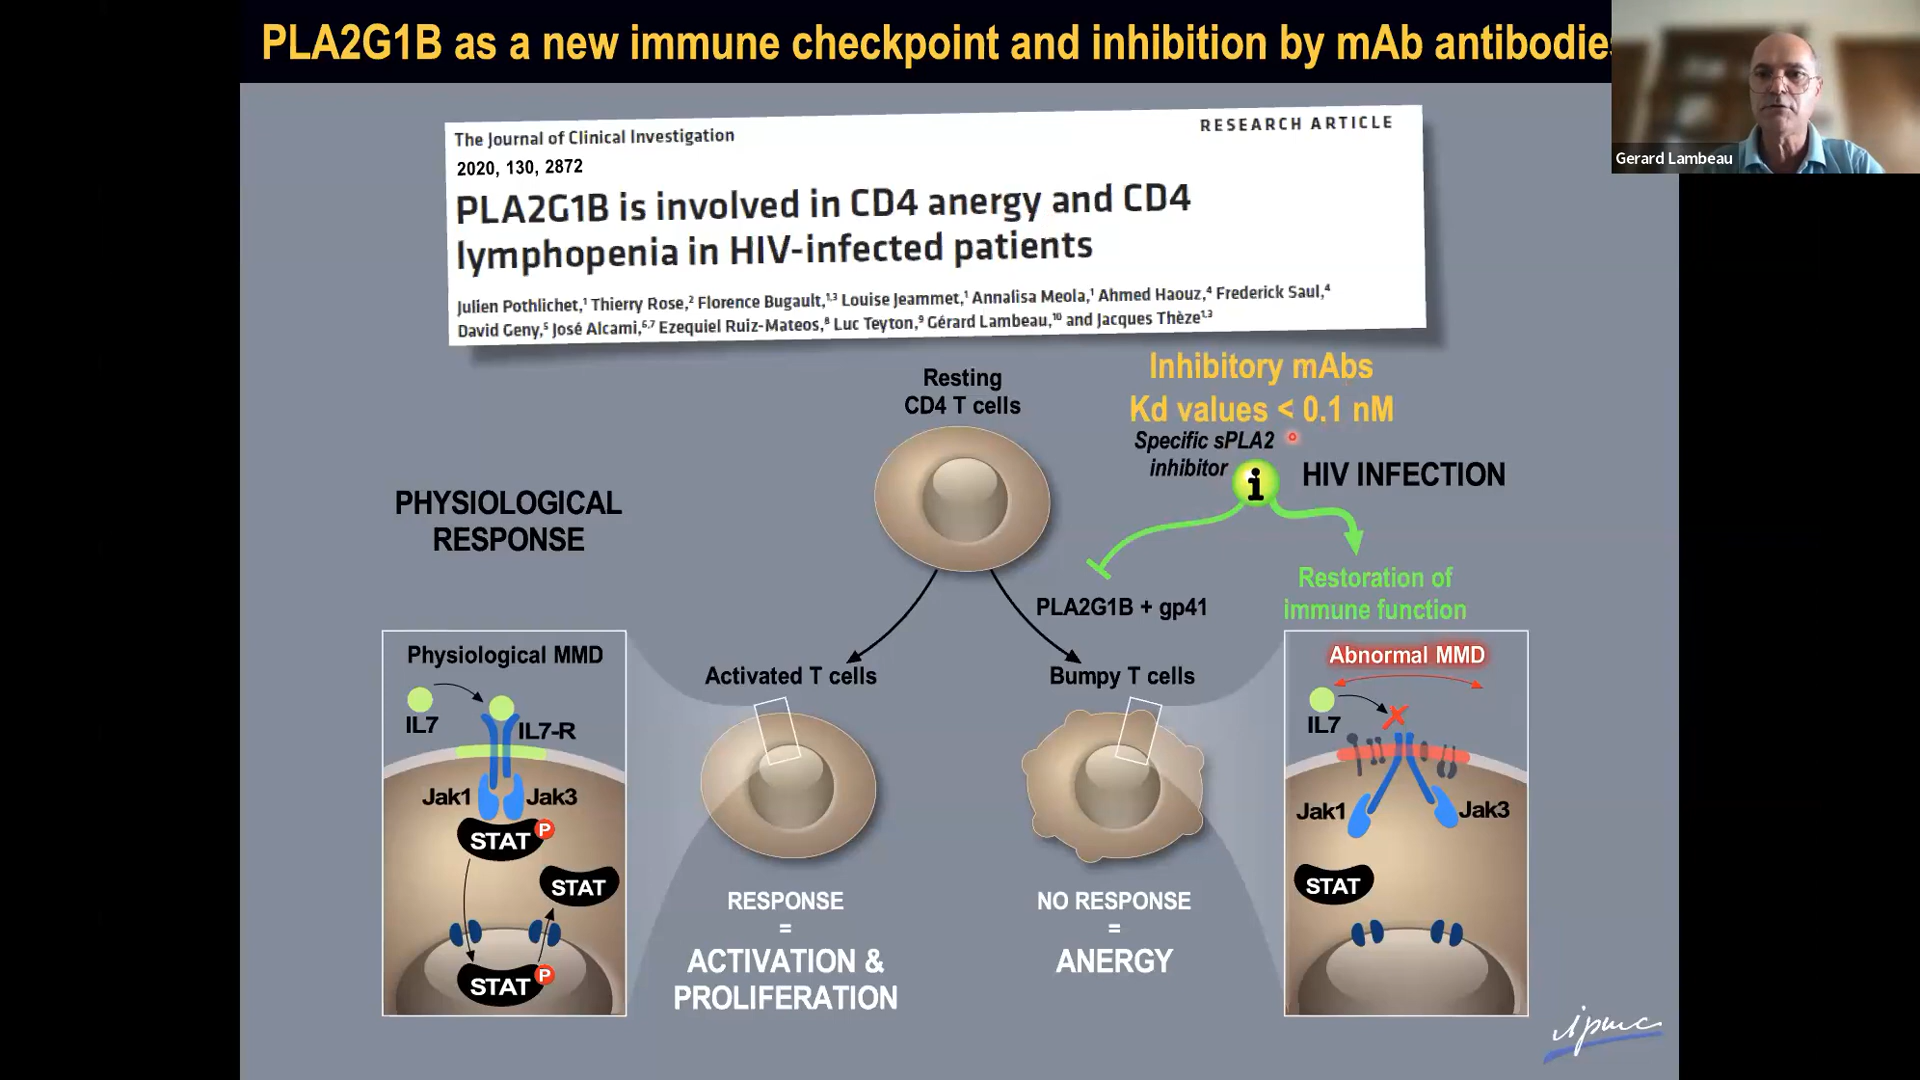 PLA2G1B as a new immune checkpoint and inhibition by mAb antibodies
Gerard Lambeau
The Journal of Clinical Investigation
RESEARCH ARTICLE
2020, 130, 2872
PLA2G1B is involved in CD4 anergy and CD4
lymphopenia in HIV-infected patients
Julien Pothlichet,¹ Thierry Rose,² Florence Bugault,¹,³ Louise Jeammet,¹ Annalisa Meola,¹ Ahmed Haouz,⁴ Frederick Saul,⁴
David Geny,⁵ José Alcami,⁶,⁷ Ezequiel Ruiz-Mateos,⁸ Luc Teyton,⁹ Gérard Lambeau,¹⁰ and Jacques Thèze¹,³
Resting
CD4 T cells
Inhibitory mAbs
Kd values < 0.1 nM
Specific sPLA2
inhibitor
i
HIV INFECTION
PHYSIOLOGICAL
RESPONSE
Restoration of
immune function
PLA2G1B + gp41
Physiological MMD
IL7
IL7-R
Jak1
Jak3
STAT P
STAT
STAT P
Activated T cells
RESPONSE
=
ACTIVATION &
PROLIFERATION
Bumpy T cells
NO RESPONSE
=
ANERGY
Abnormal MMD
IL7
Jak1
Jak3
STAT
ipmc